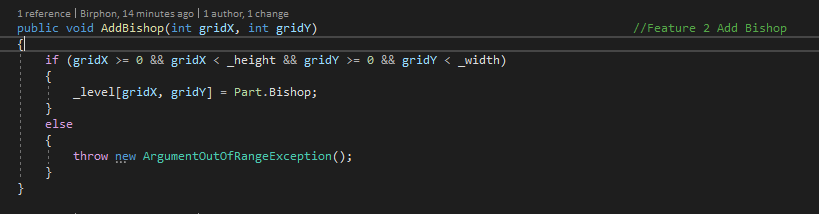 1 reference | Birphon, 14 minutes ago | 1 author, 1 change
public void AddBishop(int gridX, int gridY) //Feature 2 Add Bishop
{
if (gridX >= 0 && gridX < _height && gridY >= 0 && gridY < _width)
{
_level[gridX, gridY] = Part.Bishop;
}
else
{
throw new ArgumentOutOfRangeException();
}
}